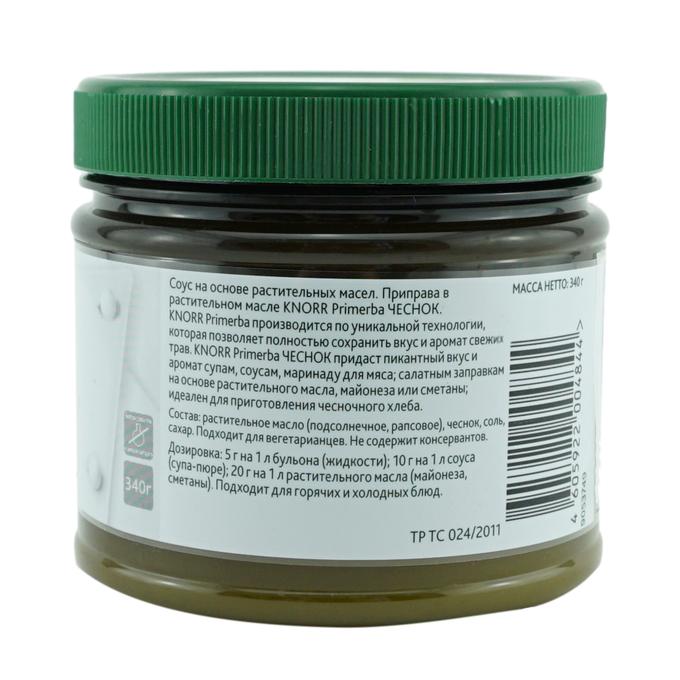 Соус на основе растительных масел. Приправа в
растительном масле KNORR Primerba ЧЕСНОК.
KNORR Primerba производится по уникальной технологии,
которая позволяет полностью сохранить вкус и аромат свежих
трав. KNORR Primerba ЧЕСНОК придаст пикантный вкус и
аромат супам, соусам, маринаду для мяса; салатным заправкам
на основе растительного масла, майонеза или сметаны;
идеален для приготовления чесночного хлеба.
Состав: растительное масло (подсолнечное, рапсовое), чеснок, соль,
сахар. Подходит для вегетарианцев. Не содержит консервантов.
Дозировка: 5 г на 1 л бульона (жидкости); 10 г на 1 л соуса
(супа-пюре); 20 г на 1 л растительного масла (майонеза,
сметаны). Подходит для горячих и холодных блюд.
ТР ТС 024/2011
МАССА НЕТТО: 340 г
4 605922 004844 >
9053749
340г